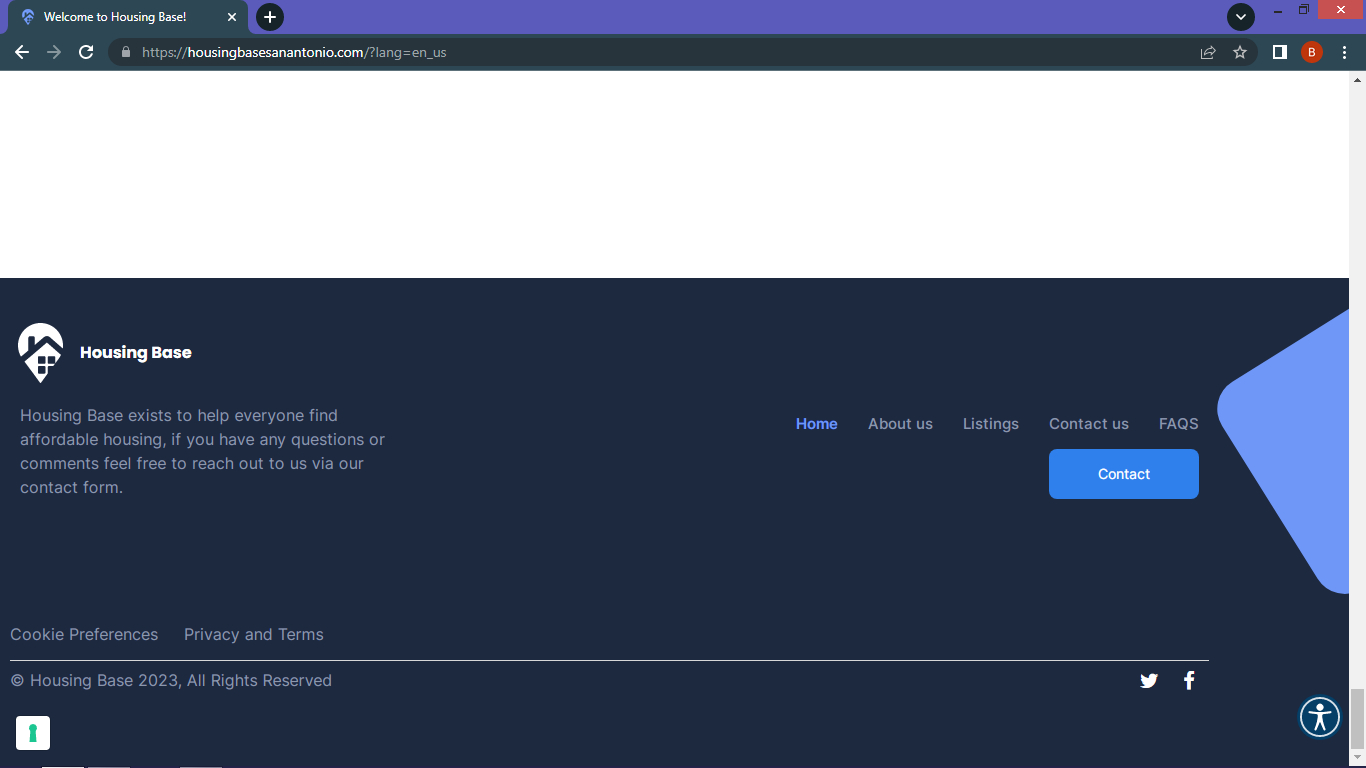 Welcome to Housing Base!
https://housingbasesanantonio.com/?lang=en_us
B
Housing Base
Housing Base exists to help everyone find
affordable housing, if you have any questions or
comments feel free to reach out to us via our
contact form.
Home About us Listings Contact us FAQS
Contact
Cookie Preferences Privacy and Terms
© Housing Base 2023, All Rights Reserved